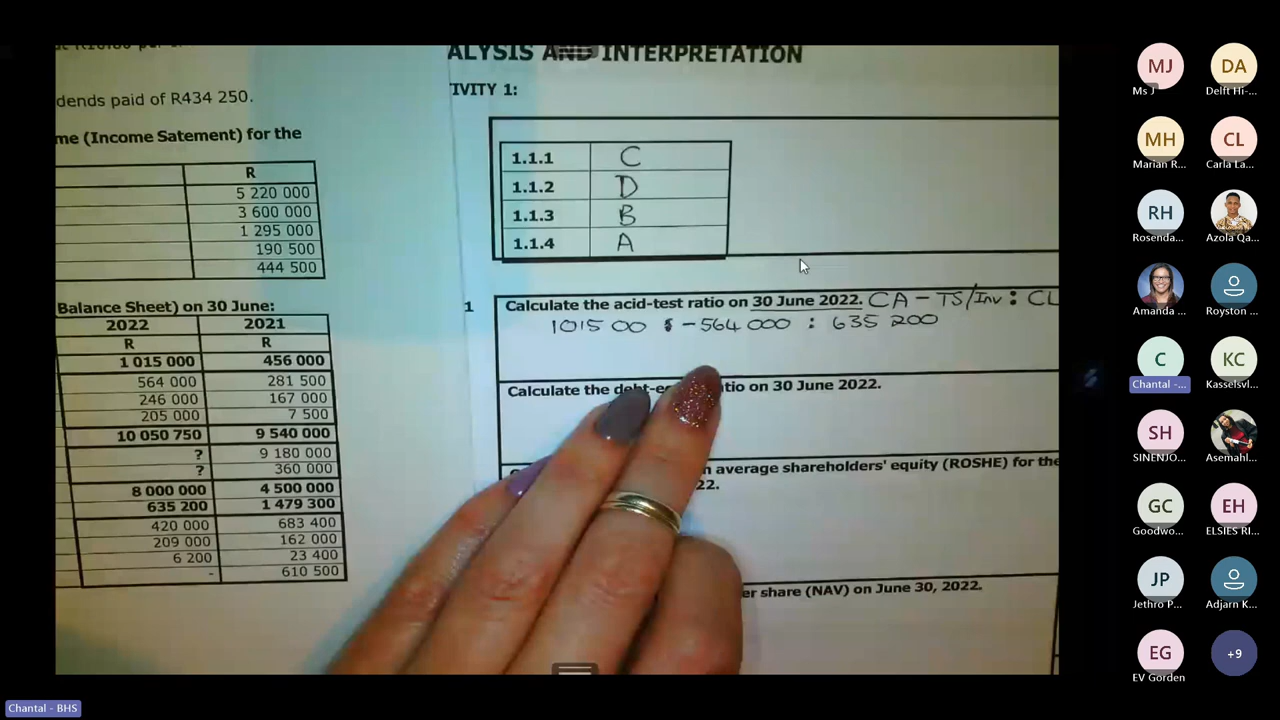 dends paid of R434 250.
me (Income Satement) for the
R
5 220 000
3 600 000
1 295 000
190 500
444 500
Balance Sheet) on 30 June:
2022 2021
R R
1 015 000 456 000
564 000 281 500
246 000 167 000
205 000 7 500
10 050 750 9 540 000
? 9 180 000
? 360 000
8 000 000 4 500 000
635 200 1 479 300
420 000 683 400
209 000 162 000
6 200 23 400
- 610 500
ALYSIS AND INTERPRETATION
IVITY 1:
1.1.1 C
1.1.2 D
1.1.3 B
1.1.4 A
1
Calculate the acid-test ratio on 30 June 2022. CA - TS/Inv : CL
1015 00 - 564 000 : 635 200
Calculate the debt-eq tio on 30 June 2022.
n average shareholders' equity (ROSHE) for the
22.
er share (NAV) on June 30, 2022.
MJ
Ms J
DA
Delft Hi-...
MH
Marian R...
CL
Carla La...
RH
Rosenda...
Azola Qa...
Amanda ...
Royston ...
C
Chantal -...
KC
Kasselsvl...
SH
SINENJO...
Asemahl...
GC
Goodwo...
EH
ELSIES RI...
JP
Jethro P...
Adjarn K...
EG
EV Gorden
+9
Chantal - BHS